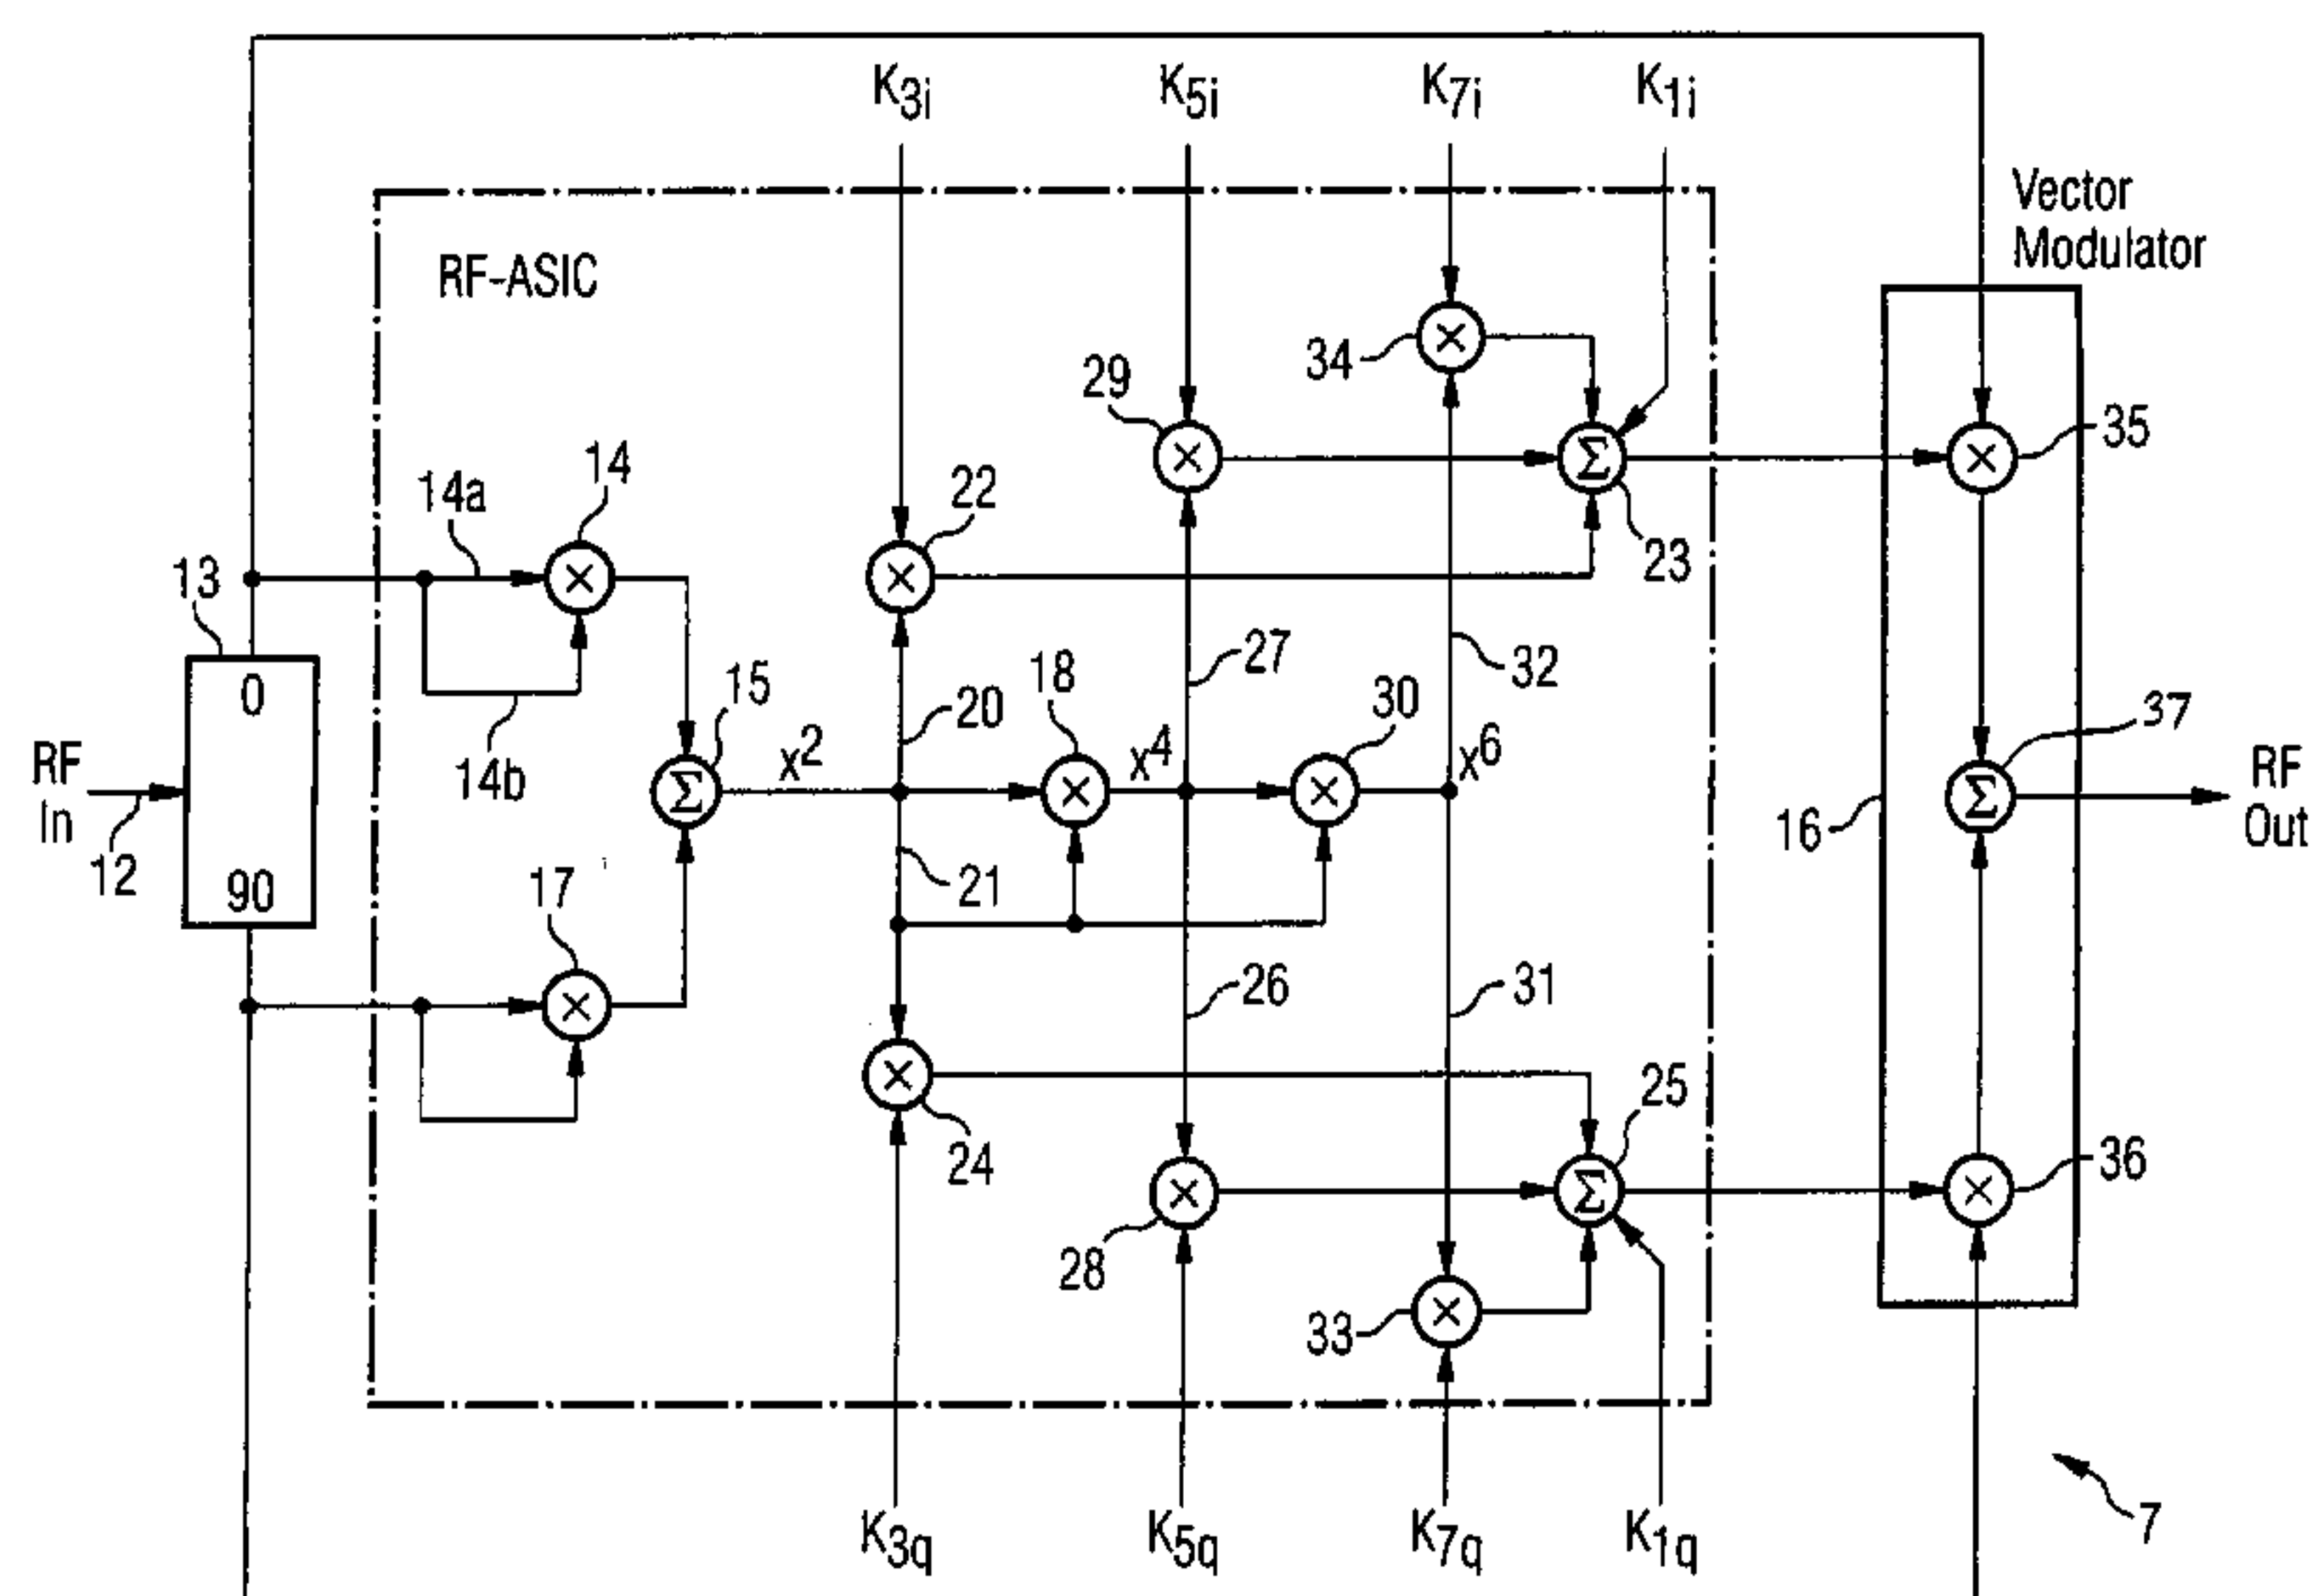 K3i K5i K7i K1i
Vector
Modulator
RF-ASIC
34
29
35
14
14a
22
23
13
0
15
20
18
27
30
32
37
x2
x4
x6
RF
In
14b
RF
Out
16
12
90
17
21
26
31
25
24
28
36
33
7
K3q K5q K7q K1q
× × × × × × × × × × × ×
Σ Σ Σ Σ